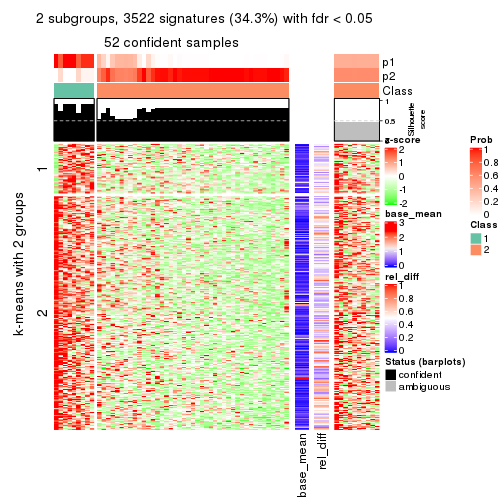 2 subgroups, 3522 signatures (34.3%) with fdr < 0.05
52 confident samples
p1
p2
Class
1
0.5
0
Silhouette
score
k-means with 2 groups
1
2
base_mean
rel_diff
z-score
2
1
0
-1
-2
base_mean
3
2
1
0
rel_diff
1
0.8
0.6
0.4
0.2
0
Status (barplots)
confident
ambiguous
Prob
1
0.8
0.6
0.4
0.2
0
Class
1
2